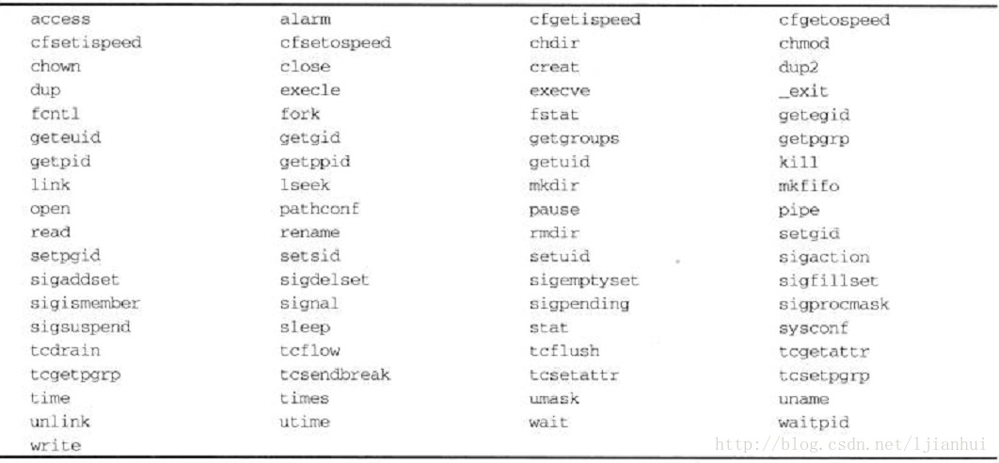 access alarm cfgetispeed cfgetospeed
cfsetispeed cfsetospeed chdir chmod
chown close creat dup2
dup execle execve _exit
fcntl fork fstat getegid
geteuid getgid getgroups getpgrp
getpid getppid getuid kill
link lseek mkdir mkfifo
open pathconf pause pipe
read rename rmdir setgid
setpgid setsid setuid sigaction
sigaddset sigdelset sigemptyset sigfillset
sigismember signal sigpending sigprocmask
sigsuspend sleep stat sysconf
tcdrain tcflow tcflush tcgetattr
tcgetpgrp tcsendbreak tcsetattr tcsetpgrp
time times umask uname
unlink utime wait waitpid
write http://blog.csdn.net/ljianhui